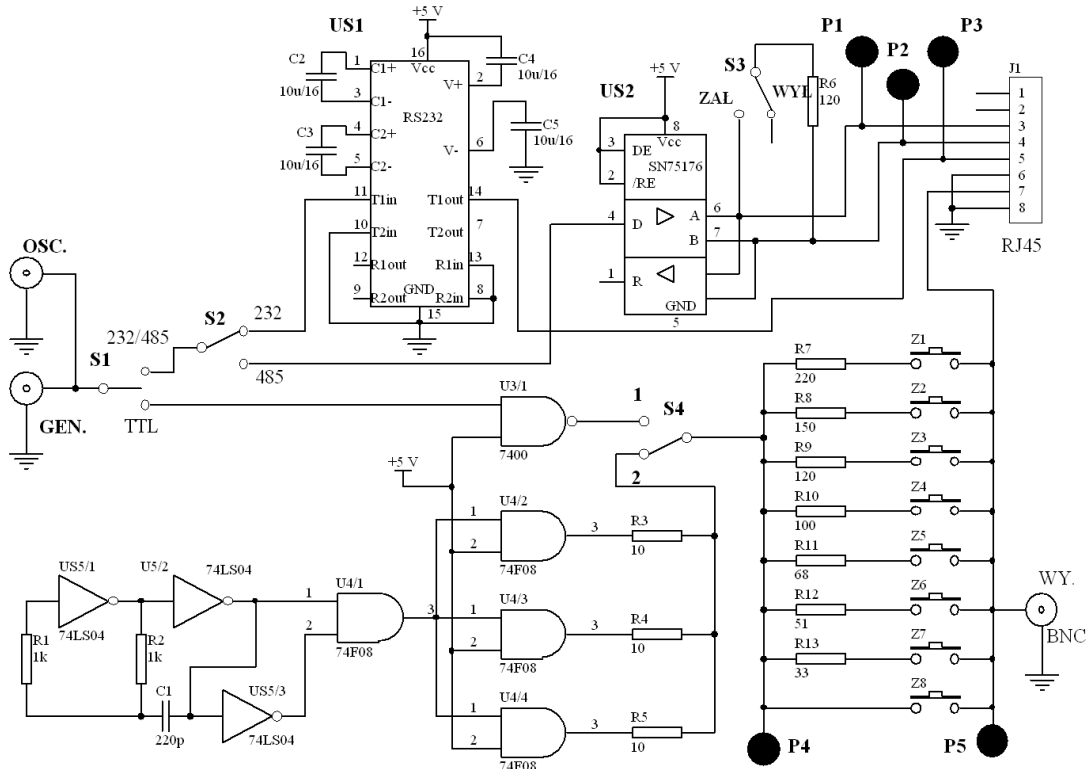 +5 V
US1
16
Vcc
C2
1
C1+
10u/16
3
C1-
C4
2
V+
10u/16
RS232
C3
4
C2+
10u/16
5
C2-
6
V-
C5
10u/16
11
T1in
T1out
14
10
T2in
T2out
7
12
R1out
R1in
13
9
R2out
R2in
8
GND
15
US2
+5 V
8
Vcc
3
DE
SN75176
2
/RE
4
D
A
6
B
7
1
R
GND
5
S3
ZAL
WYL
R6
120
P1
P2
P3
J1
1
2
3
4
5
6
7
8
RJ45
OSC.
GEN.
S1
232/485
S2
232
485
TTL
U3/1
7400
1
S4
2
+5 V
U4/2
1
2
3
74F08
R3
10
U4/3
1
2
3
74F08
R4
10
U4/4
1
2
3
74F08
R5
10
US5/1
74LS04
U5/2
74LS04
R1
1k
R2
1k
C1
220p
US5/3
74LS04
U4/1
1
2
3
74F08
R7
220
Z1
R8
150
Z2
R9
120
Z3
R10
100
Z4
R11
68
Z5
R12
51
Z6
R13
33
Z7
Z8
WY.
BNC
P4
P5